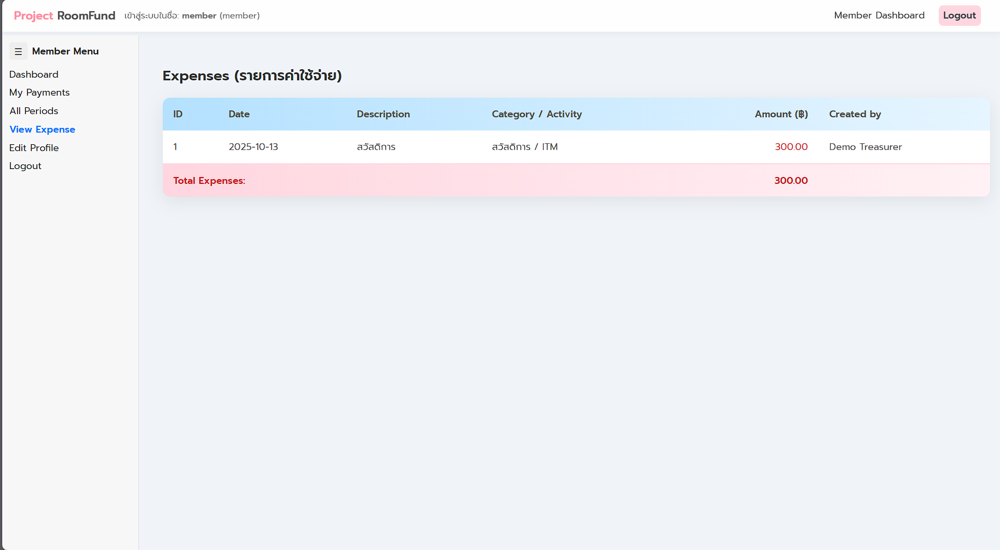 Project RoomFund เข้าสู่ระบบในชื่อ: member (member) Member Dashboard Logout
☰ Member Menu
Dashboard
My Payments
All Periods
View Expense
Edit Profile
Logout
Expenses (รายการค่าใช้จ่าย)
ID Date Description Category / Activity Amount (฿) Created by
1 2025-10-13 สวัสดิการ สวัสดิการ / ITM 300.00 Demo Treasurer
Total Expenses: 300.00